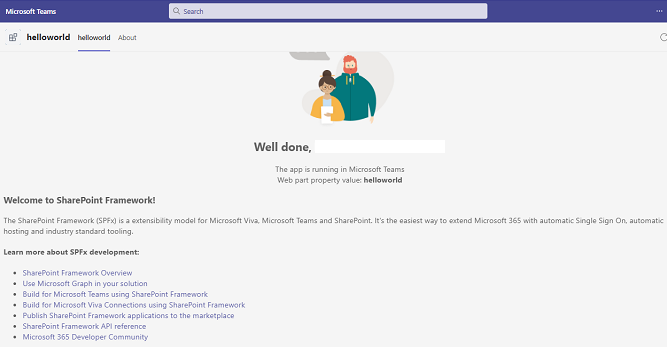 Microsoft Teams
Search
helloworld
helloworld
About
Well done,
The app is running in Microsoft Teams
Web part property value: helloworld
Welcome to SharePoint Framework!
The SharePoint Framework (SPFx) is a extensibility model for Microsoft Viva, Microsoft Teams and SharePoint. It's the easiest way to extend Microsoft 365 with automatic Single Sign On, automatic
hosting and industry standard tooling.
Learn more about SPFx development:
SharePoint Framework Overview
Use Microsoft Graph in your solution
Build for Microsoft Teams using SharePoint Framework
Build for Microsoft Viva Connections using SharePoint Framework
Publish SharePoint Framework applications to the marketplace
SharePoint Framework API reference
Microsoft 365 Developer Community